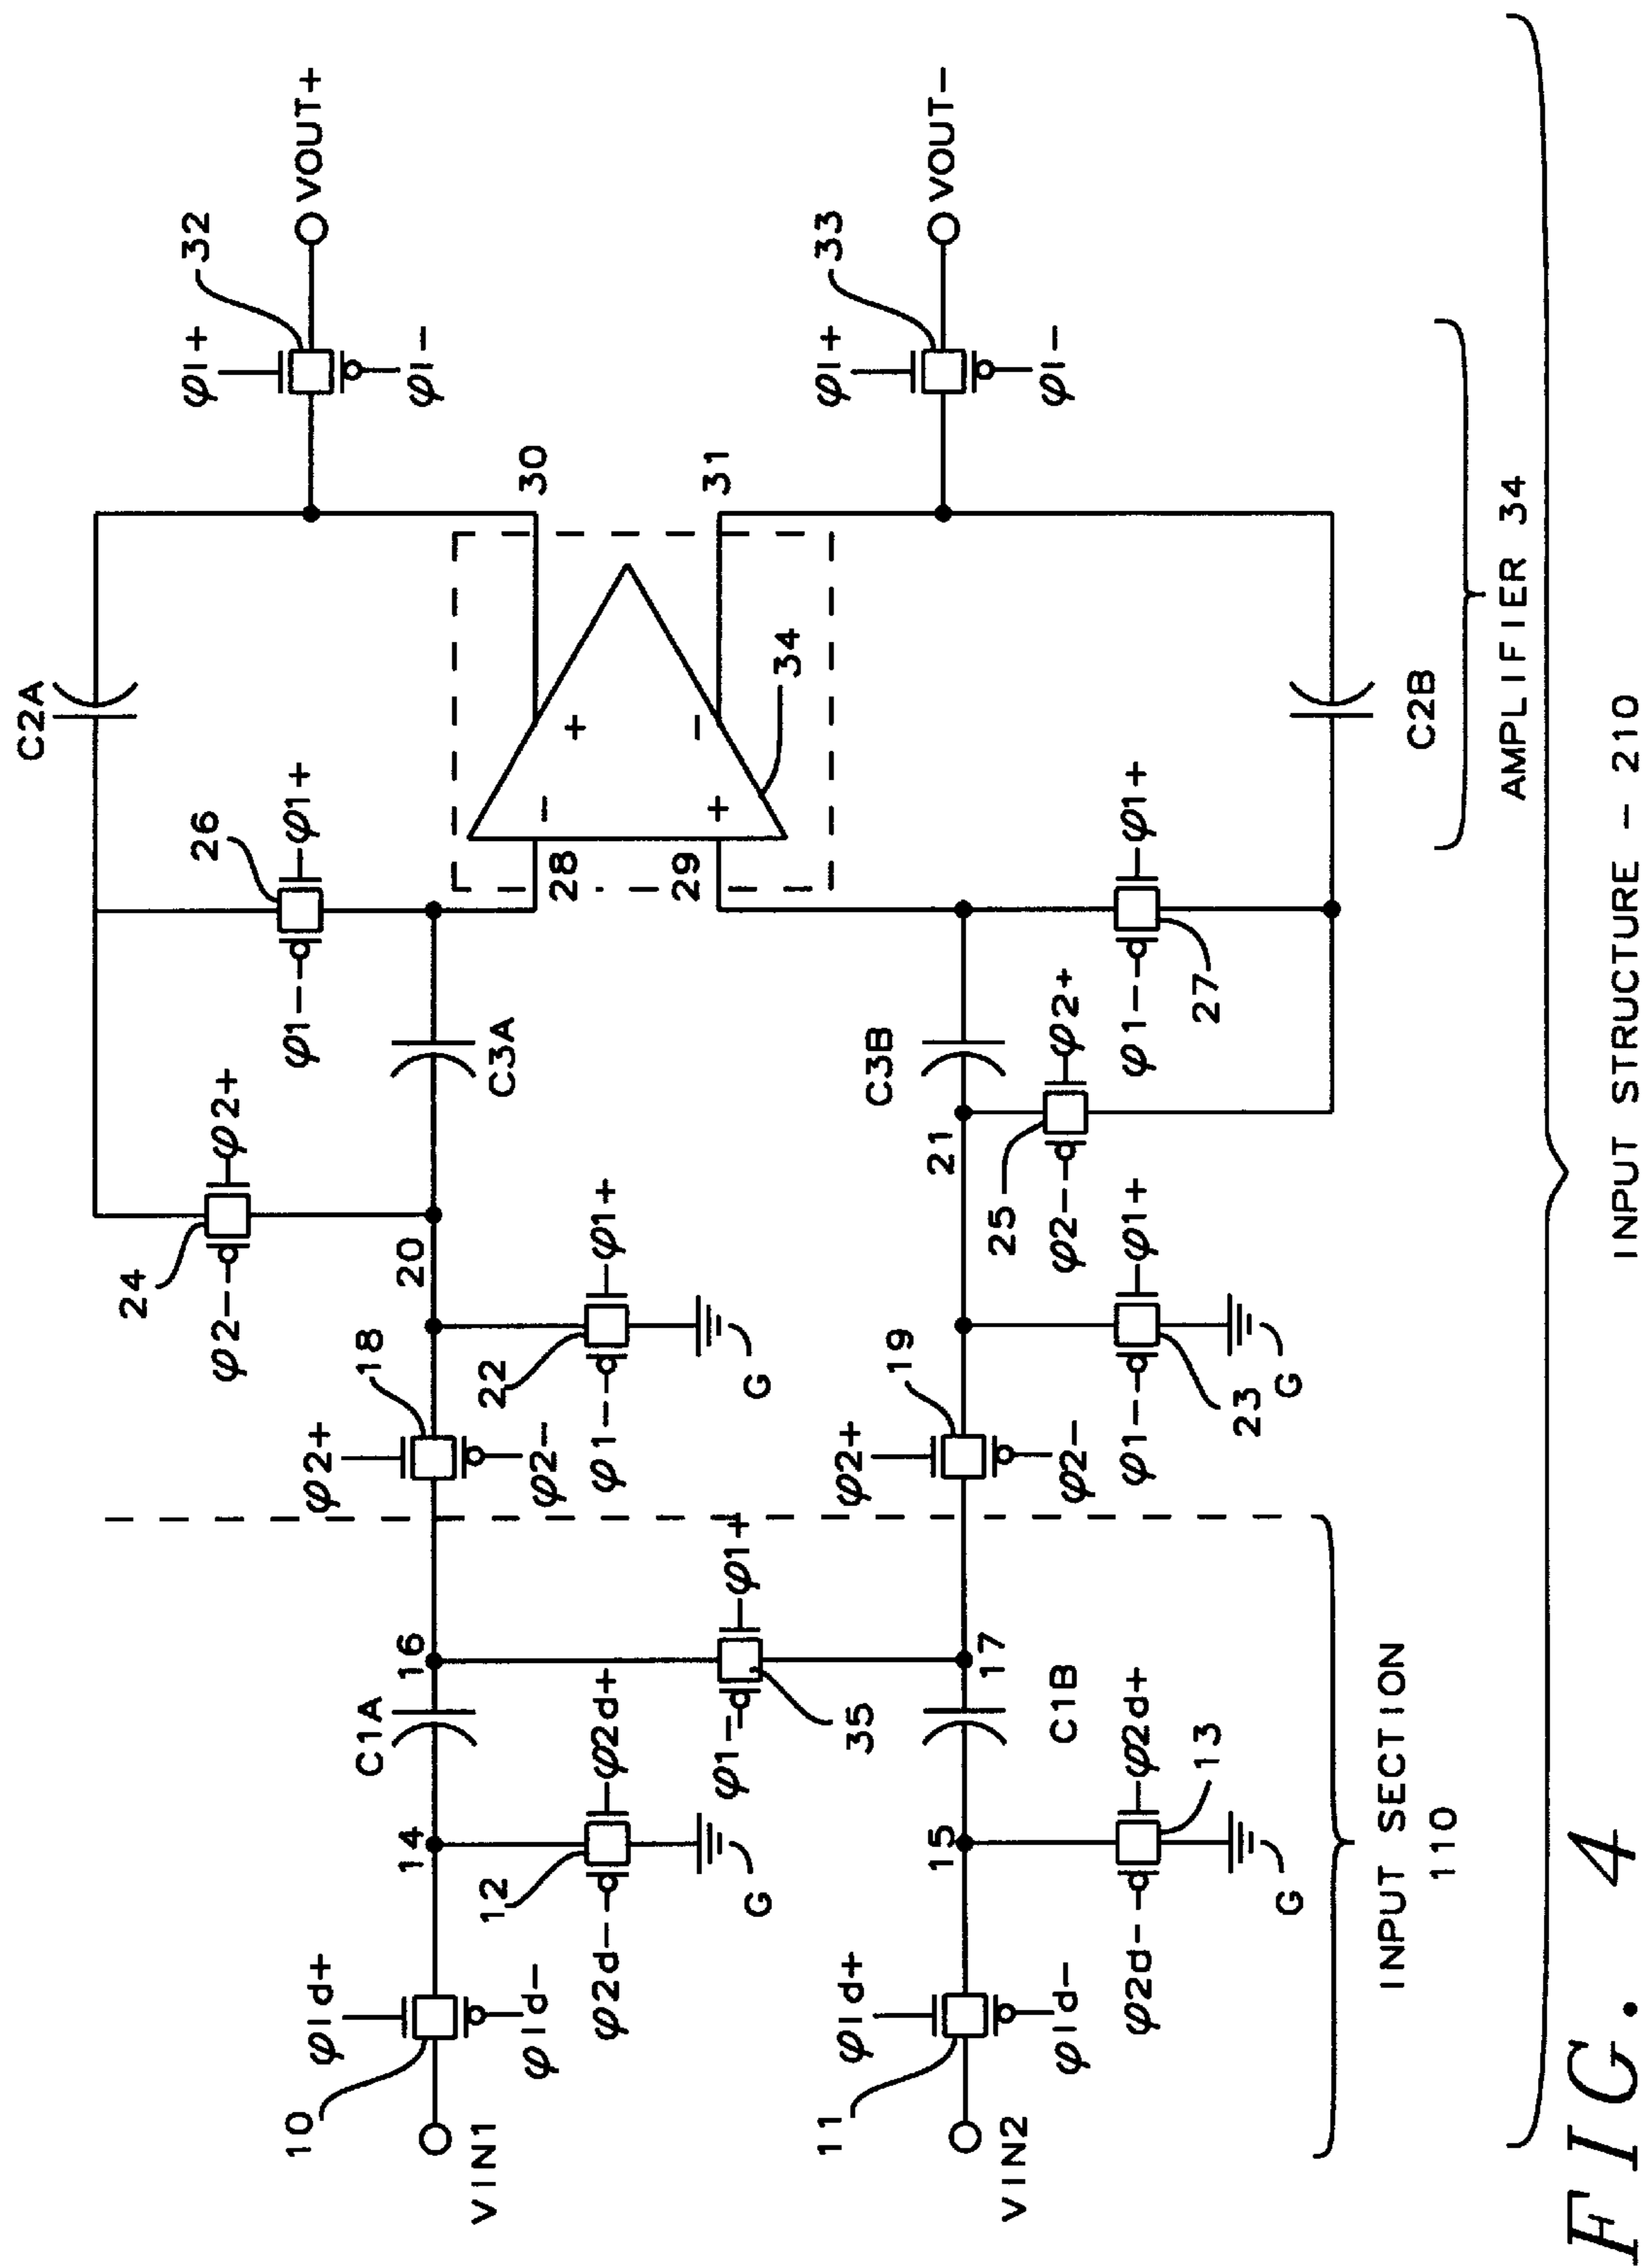 C2A
24
φ2-
φ2+
26
φ1-
φ1+
32
φ1+
φ1-
VOUT+
10
φ1d+
φ1d-
VIN1
14
C1A
16
φ2+
18
φ2-
20
C3A
28
30
-
+
12
φ2d-
φ2d+
G
22
φ1-
φ1+
G
φ1-
φ1+
35
34
+
-
29
31
11
φ1d+
φ1d-
VIN2
15
C1B
17
φ2+
19
φ2-
21
C3B
33
φ1+
φ1-
VOUT-
φ2d-
φ2d+
13
G
φ1-
φ1+
23
G
25
φ2-
φ2+
φ1-
φ1+
27
C2B
INPUT SECTION
110
AMPLIFIER 34
INPUT STRUCTURE - 210
FIG. 4